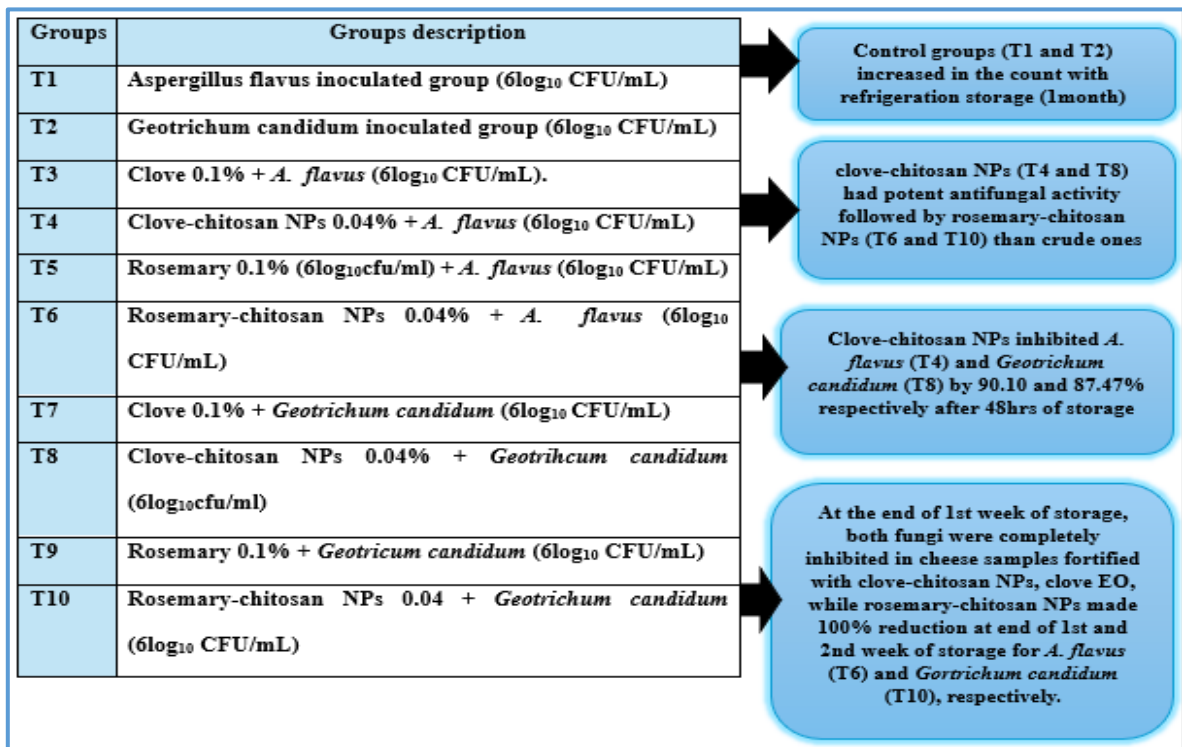 Groups Groups description
T1 Aspergillus flavus inoculated group (6log₁₀ CFU/mL)
T2 Geotrichum candidum inoculated group (6log₁₀ CFU/mL)
T3 Clove 0.1% + A. flavus (6log₁₀ CFU/mL).
T4 Clove-chitosan NPs 0.04% + A. flavus (6log₁₀ CFU/mL)
T5 Rosemary 0.1% (6log₁₀cfu/ml) + A. flavus (6log₁₀ CFU/mL)
T6 Rosemary-chitosan NPs 0.04% + A. flavus (6log₁₀
CFU/mL)
T7 Clove 0.1% + Geotrichum candidum (6log₁₀ CFU/mL)
T8 Clove-chitosan NPs 0.04% + Geotrihcum candidum
(6log₁₀cfu/ml)
T9 Rosemary 0.1% + Geotricum candidum (6log₁₀ CFU/mL)
T10 Rosemary-chitosan NPs 0.04 + Geotrichum candidum
(6log₁₀ CFU/mL)
Control groups (T1 and T2)
increased in the count with
refrigeration storage (1month)
clove-chitosan NPs (T4 and T8)
had potent antifungal activity
followed by rosemary-chitosan
NPs (T6 and T10) than crude ones
Clove-chitosan NPs inhibited A.
flavus (T4) and Geotrichum
candidum (T8) by 90.10 and 87.47%
respectively after 48hrs of storage
At the end of 1st week of storage,
both fungi were completely
inhibited in cheese samples fortified
with clove-chitosan NPs, clove EO,
while rosemary-chitosan NPs made
100% reduction at end of 1st and
2nd week of storage for A. flavus
(T6) and Gortrichum candidum
(T10), respectively.